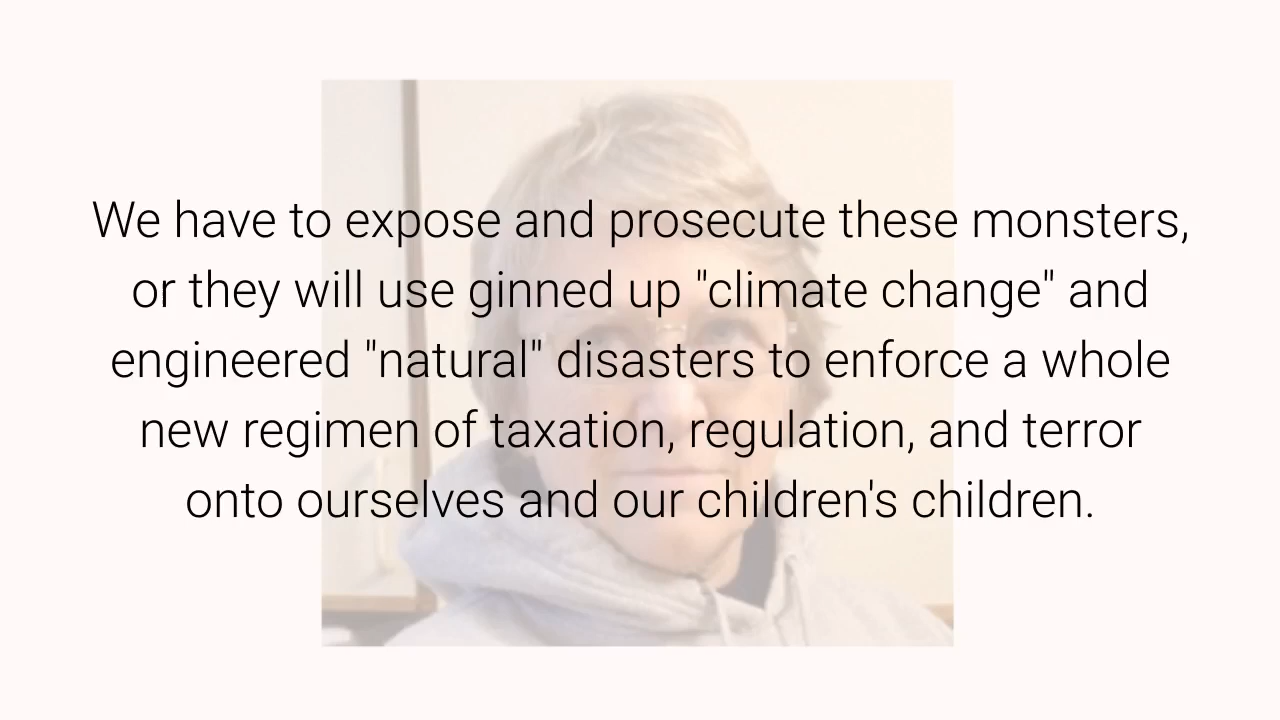 We have to expose and prosecute these monsters,
or they will use ginned up "climate change" and
engineered "natural" disasters to enforce a whole
new regimen of taxation, regulation, and terror
onto ourselves and our children's children.